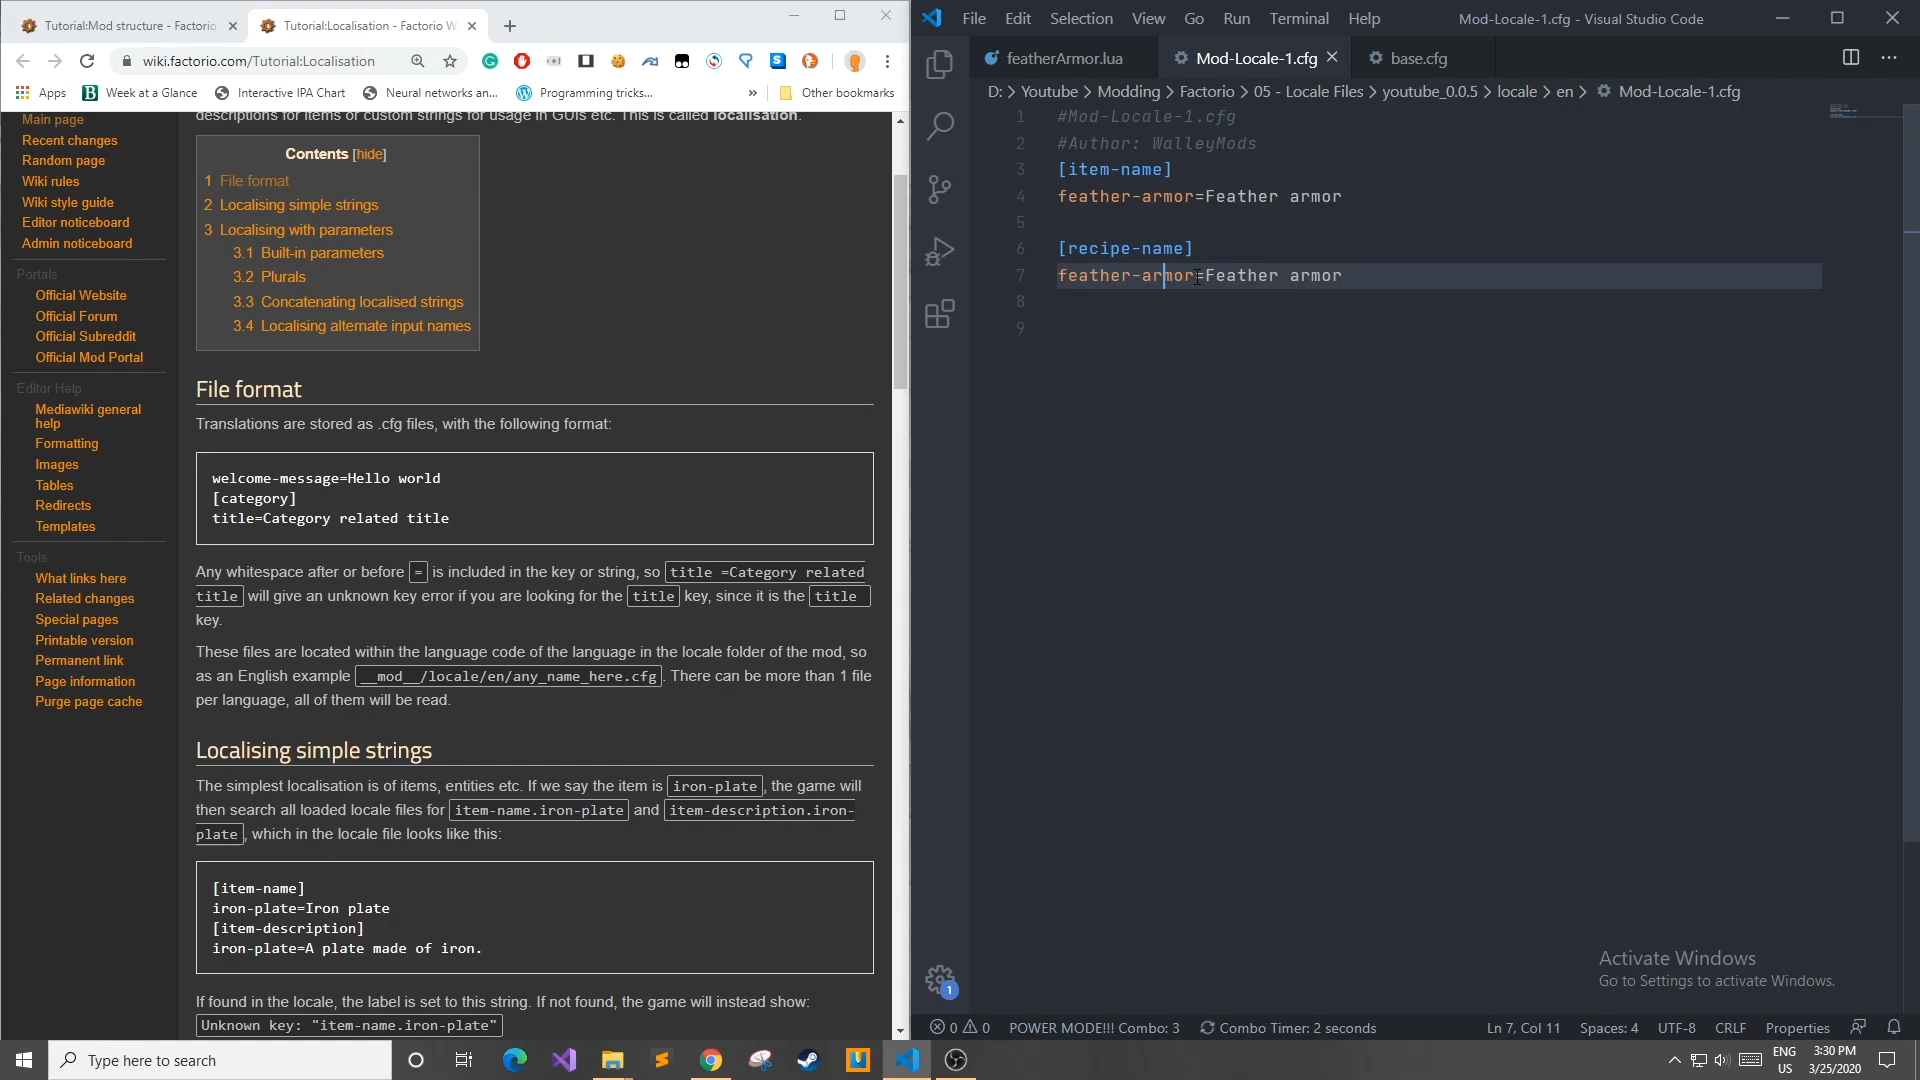 Tutorial:Mod structure - Factorio
Tutorial:Localisation - Factorio W
wiki.factorio.com/Tutorial:Localisation
Apps
Week at a Glance
Interactive IPA Chart
Neural networks an...
Programming tricks...
»
Other bookmarks
Main page
Recent changes
Random page
Wiki rules
Wiki style guide
Editor noticeboard
Admin noticeboard
Portals
Official Website
Official Forum
Official Subreddit
Official Mod Portal
Editor Help
Mediawiki general
help
Formatting
Images
Tables
Redirects
Templates
Tools
What links here
Related changes
Special pages
Printable version
Permanent link
Page information
Purge page cache
descriptions for items or custom strings for usage in GUIs etc. This is called localisation.
Contents [hide]
1 File format
2 Localising simple strings
3 Localising with parameters
3.1 Built-in parameters
3.2 Plurals
3.3 Concatenating localised strings
3.4 Localising alternate input names
File format
Translations are stored as .cfg files, with the following format:
welcome-message=Hello world
[category]
title=Category related title
Any whitespace after or before = is included in the key or string, so title =Category related
title will give an unknown key error if you are looking for the title key, since it is the title
key.
These files are located within the language code of the language in the locale folder of the mod, so
as an English example __mod__/locale/en/any_name_here.cfg. There can be more than 1 file
per language, all of them will be read.
Localising simple strings
The simplest localisation is of items, entities etc. If we say the item is iron-plate, the game will
then search all loaded locale files for item-name.iron-plate and item-description.iron-
plate, which in the locale file looks like this:
[item-name]
iron-plate=Iron plate
[item-description]
iron-plate=A plate made of iron.
If found in the locale, the label is set to this string. If not found, the game will instead show:
Unknown key: "item-name.iron-plate"
File Edit Selection View Go Run Terminal Help
Mod-Locale-1.cfg - Visual Studio Code
featherArmor.lua
Mod-Locale-1.cfg
base.cfg
D: > Youtube > Modding > Factorio > 05 - Locale Files > youtube_0.0.5 > locale > en > Mod-Locale-1.cfg
1 #Mod-Locale-1.cfg
2 #Author: WalleyMods
3 [item-name]
4 feather-armor=Feather armor
5
6 [recipe-name]
7 feather-armor=Feather armor
8
9
1
Activate Windows
Go to Settings to activate Windows.
0 0 POWER MODE!!! Combo: 3 Combo Timer: 2 seconds
Ln 7, Col 11 Spaces: 4 UTF-8 CRLF Properties
Type here to search
ENG
US
3:30 PM
3/25/2020